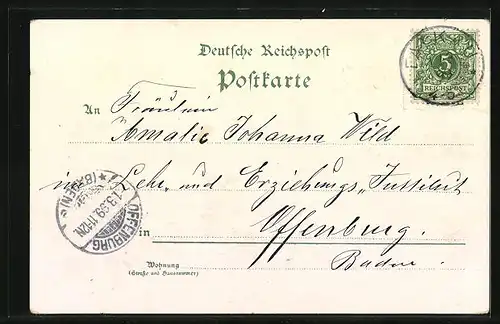 Deutsche Reichspost
Postkarte
5
REICHSPOST
An Fräulein
Amalie Johanna Wild
im Lehr- und Erziehungs-Institut
in Offenburg.
Baden.
OFFENBURG
Wohnung
(Straße und Hausnummer)